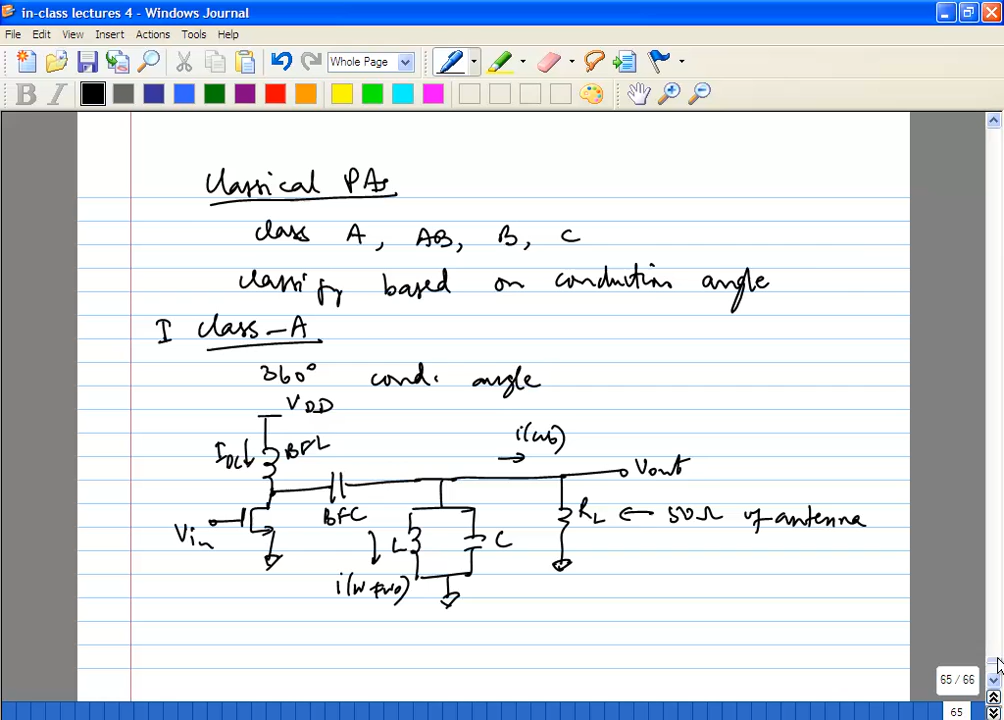 in-class lectures 4 - Windows Journal
File Edit View Insert Actions Tools Help
Whole Page
B I
Classical PAs
class A, AB, B, C
classify based on conduction angle
I class-A
360° cond. angle
VDD
IDC BFL
i(ω0)
Vout
Vin
BFC
L C
RL ← 50Ω of antenna
i(ω≠ω0)
65 / 66
65